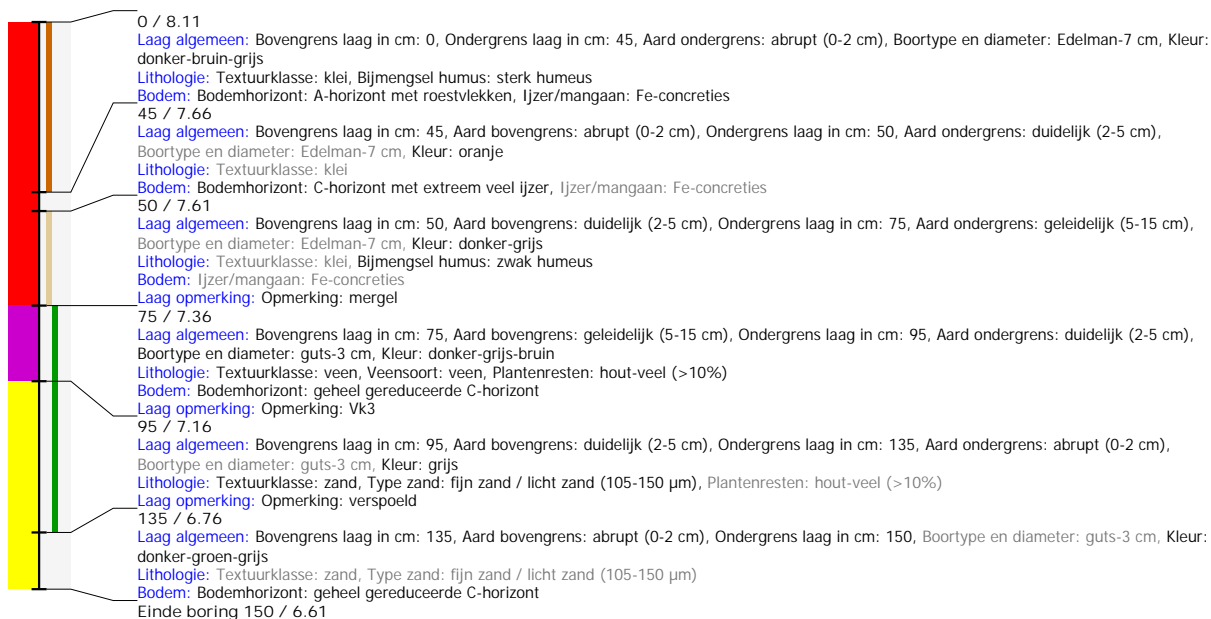 0 / 8.11
Laag algemeen: Bovengrens laag in cm: 0, Ondergrens laag in cm: 45, Aard ondergrens: abrupt (0-2 cm), Boortype en diameter: Edelman-7 cm, Kleur:
donker-bruin-grijs
Lithologie: Textuurklasse: klei, Bijmengsel humus: sterk humeus
Bodem: Bodemhorizont: A-horizont met roestvlekken, Ijzer/mangaan: Fe-concreties
45 / 7.66
Laag algemeen: Bovengrens laag in cm: 45, Aard bovengrens: abrupt (0-2 cm), Ondergrens laag in cm: 50, Aard ondergrens: duidelijk (2-5 cm),
Boortype en diameter: Edelman-7 cm, Kleur: oranje
Lithologie: Textuurklasse: klei
Bodem: Bodemhorizont: C-horizont met extreem veel ijzer, Ijzer/mangaan: Fe-concreties
50 / 7.61
Laag algemeen: Bovengrens laag in cm: 50, Aard bovengrens: duidelijk (2-5 cm), Ondergrens laag in cm: 75, Aard ondergrens: geleidelijk (5-15 cm),
Boortype en diameter: Edelman-7 cm, Kleur: donker-grijs
Lithologie: Textuurklasse: klei, Bijmengsel humus: zwak humeus
Bodem: Ijzer/mangaan: Fe-concreties
Laag opmerking: Opmerking: mergel
75 / 7.36
Laag algemeen: Bovengrens laag in cm: 75, Aard bovengrens: geleidelijk (5-15 cm), Ondergrens laag in cm: 95, Aard ondergrens: duidelijk (2-5 cm),
Boortype en diameter: guts-3 cm, Kleur: donker-grijs-bruin
Lithologie: Textuurklasse: veen, Veensoort: veen, Plantenresten: hout-veel (>10%)
Bodem: Bodemhorizont: geheel gereduceerde C-horizont
Laag opmerking: Opmerking: Vk3
95 / 7.16
Laag algemeen: Bovengrens laag in cm: 95, Aard bovengrens: duidelijk (2-5 cm), Ondergrens laag in cm: 135, Aard ondergrens: abrupt (0-2 cm),
Boortype en diameter: guts-3 cm, Kleur: grijs
Lithologie: Textuurklasse: zand, Type zand: fijn zand / licht zand (105-150 µm), Plantenresten: hout-veel (>10%)
Laag opmerking: Opmerking: verspoeld
135 / 6.76
Laag algemeen: Bovengrens laag in cm: 135, Aard bovengrens: abrupt (0-2 cm), Ondergrens laag in cm: 150, Boortype en diameter: guts-3 cm, Kleur:
donker-groen-grijs
Lithologie: Textuurklasse: zand, Type zand: fijn zand / licht zand (105-150 µm)
Bodem: Bodemhorizont: geheel gereduceerde C-horizont
Einde boring 150 / 6.61